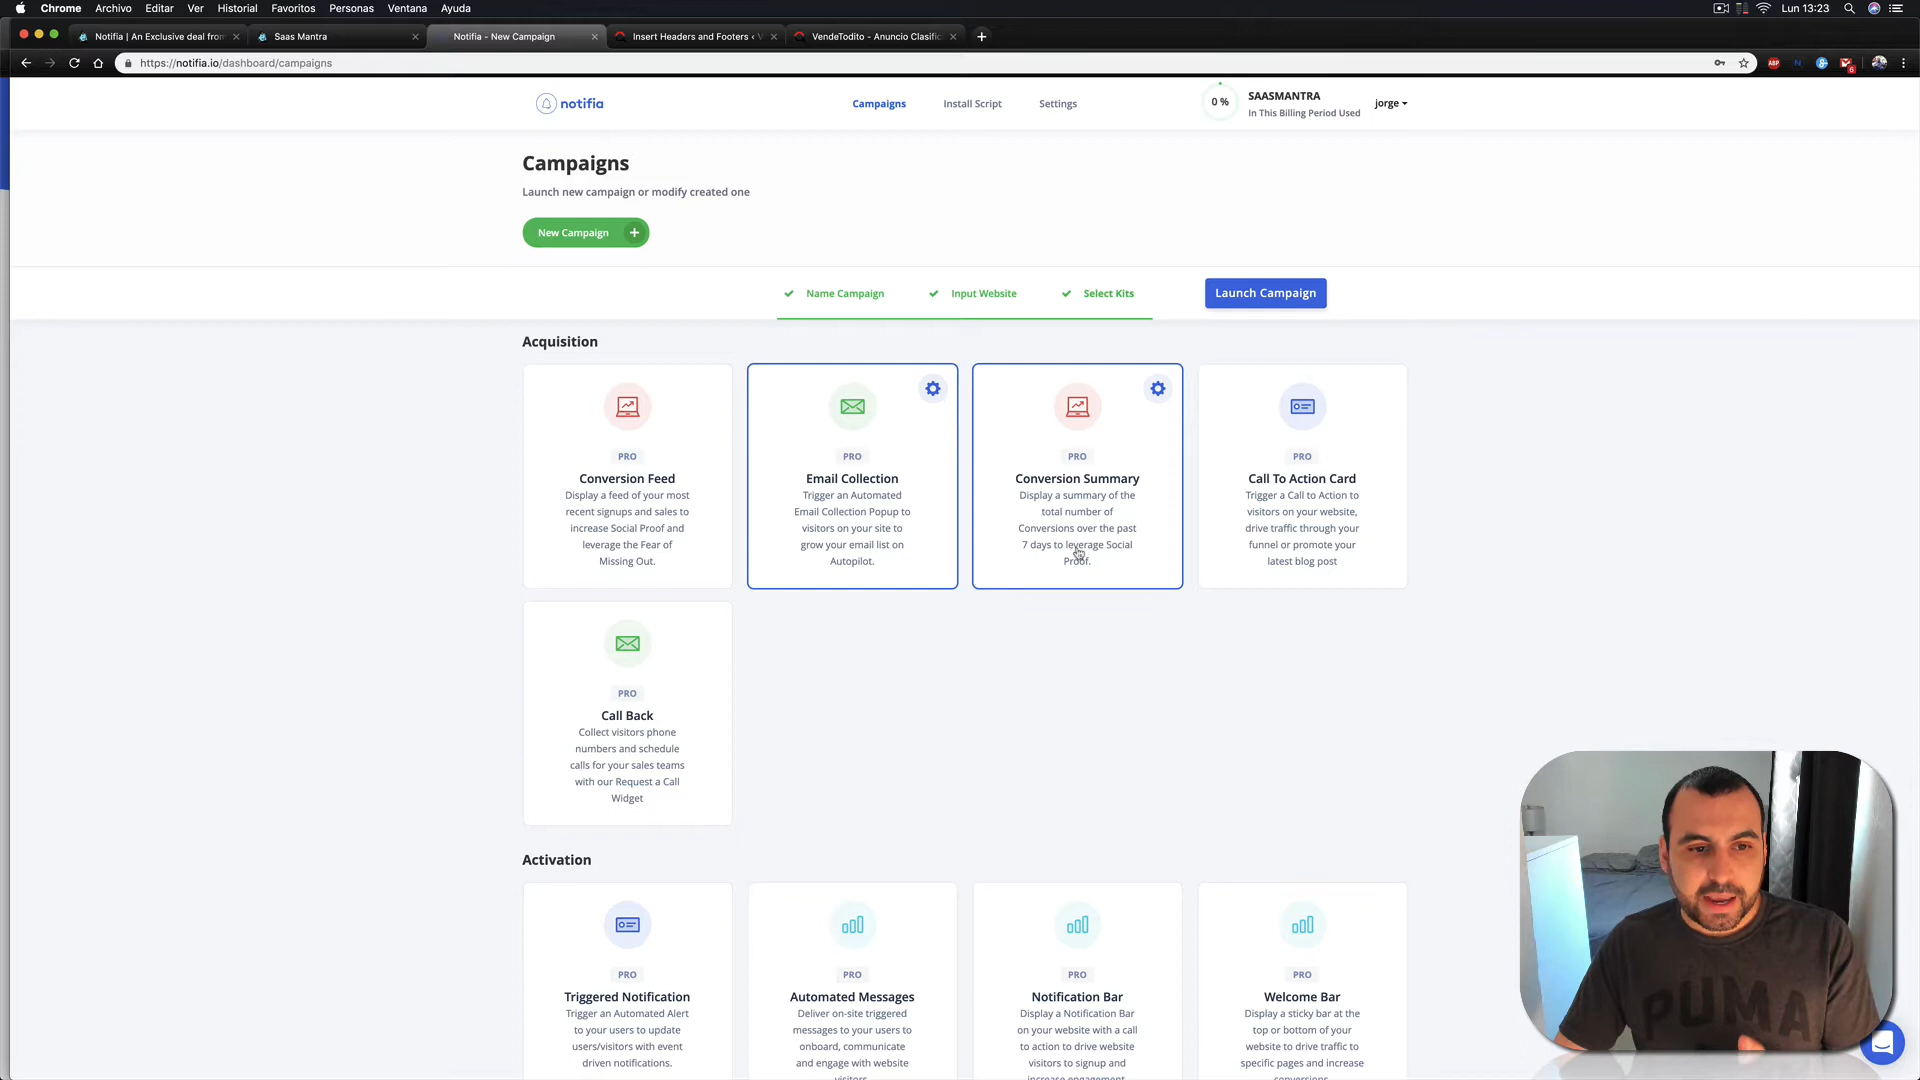 Chrome Archivo Editar Ver Historial Favoritos Personas Ventana Ayuda Lun 13:23
Notifia | An Exclusive deal from Saas Mantra Notifia - New Campaign Insert Headers and Footers ‹ VendeTodito - Anuncio Clasific
https://notifia.io/dashboard/campaigns
notifia Campaigns Install Script Settings 0 % SAASMANTRA jorge
In This Billing Period Used
Campaigns
Launch new campaign or modify created one
New Campaign +
Name Campaign Input Website Select Kits Launch Campaign
Acquisition
PRO
Conversion Feed
Display a feed of your most
recent signups and sales to
increase Social Proof and
leverage the Fear of
Missing Out.
PRO
Email Collection
Trigger an Automated
Email Collection Popup to
visitors on your site to
grow your email list on
Autopilot.
PRO
Conversion Summary
Display a summary of the
total number of
Conversions over the past
7 days to leverage Social
Proof.
PRO
Call To Action Card
Trigger a Call to Action to
visitors on your website,
drive traffic through your
funnel or promote your
latest blog post
PRO
Call Back
Collect visitors phone
numbers and schedule
calls for your sales teams
with our Request a Call
Widget
Activation
PRO
Triggered Notification
Trigger an Automated Alert
to your users to update
users/visitors with event
driven notifications.
PRO
Automated Messages
Deliver on-site triggered
messages to your users to
onboard, communicate
and engage with website
visitors
PRO
Notification Bar
Display a Notification Bar
on your website with a call
to action to drive website
visitors to signup and
increase engagement
PRO
Welcome Bar
Display a sticky bar at the
top or bottom of your
website to drive traffic to
specific pages and increase
conversions
PUMA